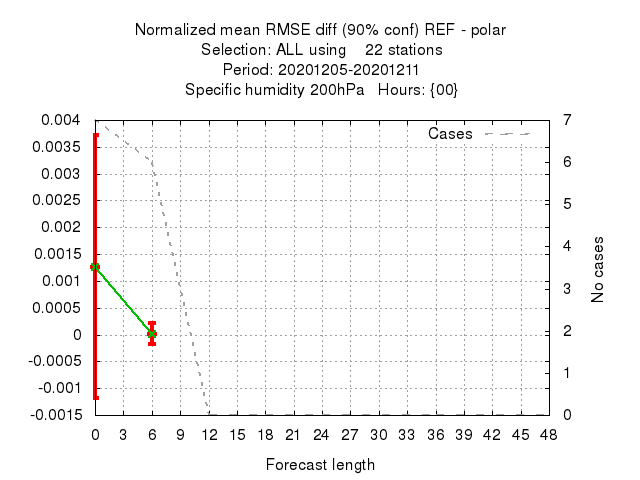 Normalized mean RMSE diff (90% conf) REF - polar
Selection: ALL using    22 stations
Period: 20201205-20201211
Specific humidity 200hPa   Hours: {00}
Cases
0.004
0.0035
0.003
0.0025
0.002
0.0015
0.001
0.0005
0
-0.0005
-0.001
-0.0015
7
6
5
4
3
2
1
0
No cases
0 3 6 9 12 15 18 21 24 27 30 33 36 39 42 45 48
Forecast length